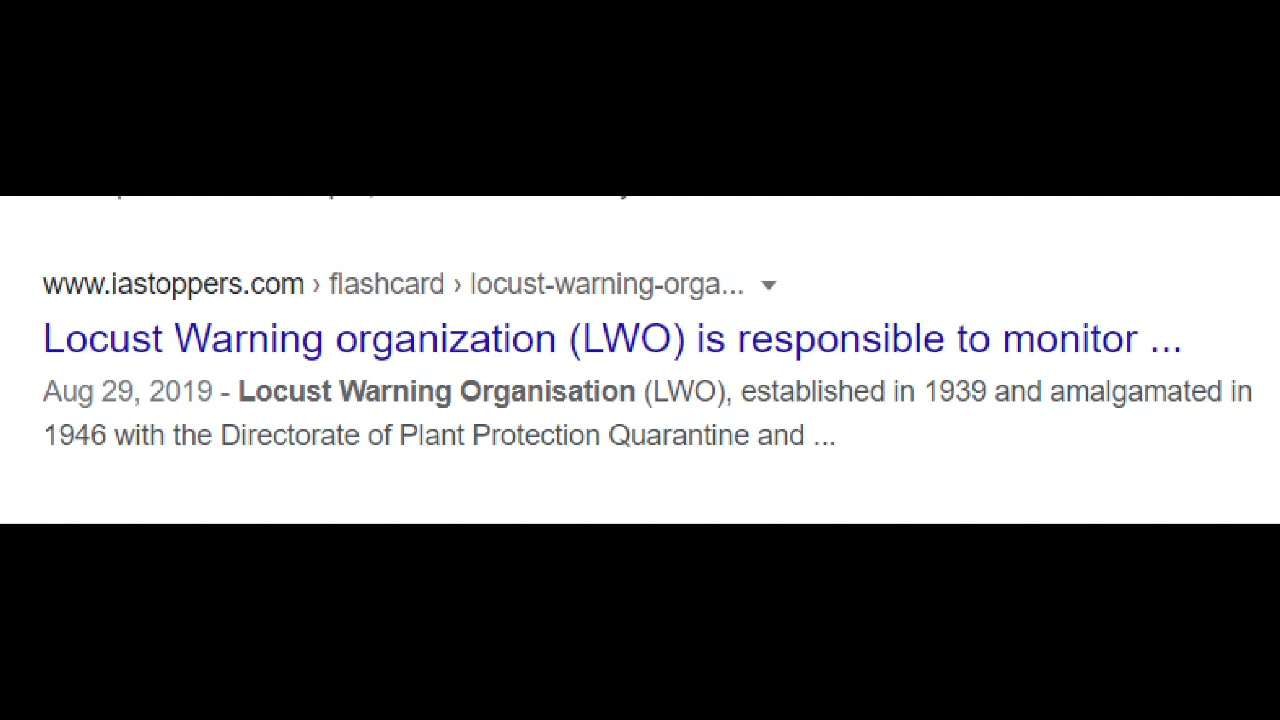 www.iastoppers.com › flashcard › locust-warning-orga...
Locust Warning organization (LWO) is responsible to monitor ...
Aug 29, 2019 - Locust Warning Organisation (LWO), established in 1939 and amalgamated in
1946 with the Directorate of Plant Protection Quarantine and ...